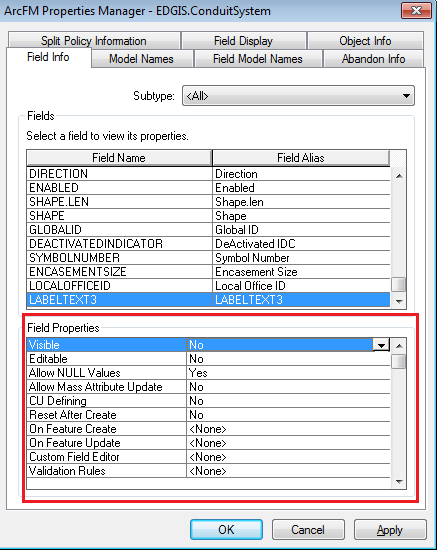 ArcFM Properties Manager - EDGIS.ConduitSystem
Split Policy Information Field Display Object Info
Field Info Model Names Field Model Names Abandon Info
Subtype: <All>
Fields
Select a field to view its properties.
Field Name Field Alias
DIRECTION Direction
ENABLED Enabled
SHAPE.LEN Shape.len
SHAPE Shape
GLOBALID Global ID
DEACTIVATEDINDICATOR DeActivated IDC
SYMBOLNUMBER Symbol Number
ENCASEMENTSIZE Encasement Size
LOCALOFFICEID Local Office ID
LABELTEXT3 LABELTEXT3
Field Properties
Visible No
Editable No
Allow NULL Values Yes
Allow Mass Attribute Update No
CU Defining No
Reset After Create No
On Feature Create <None>
On Feature Update <None>
Custom Field Editor <None>
Validation Rules <None>
OK Cancel Apply